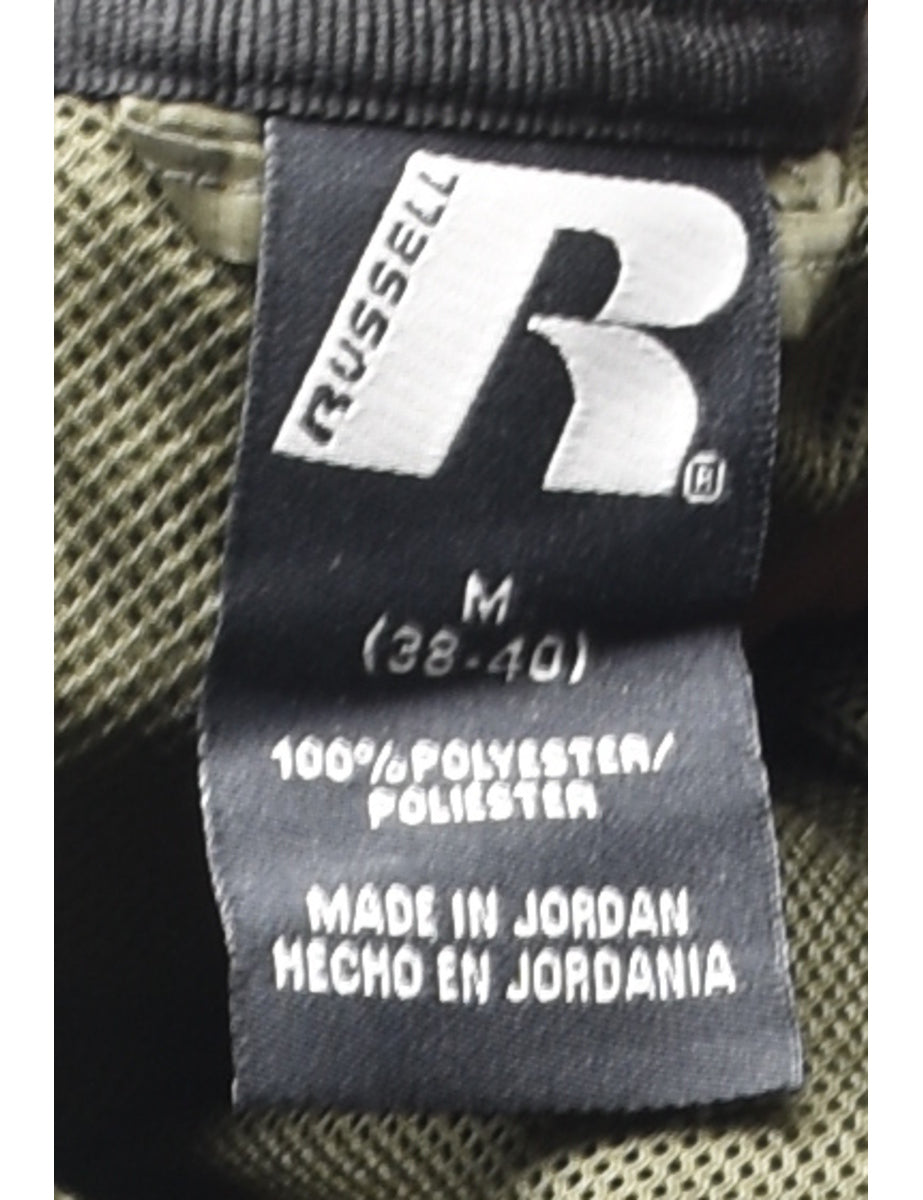 RUSSELL
R®
M
(38-40)
100% POLYESTER/
POLIESTER
MADE IN JORDAN
HECHO EN JORDANIA